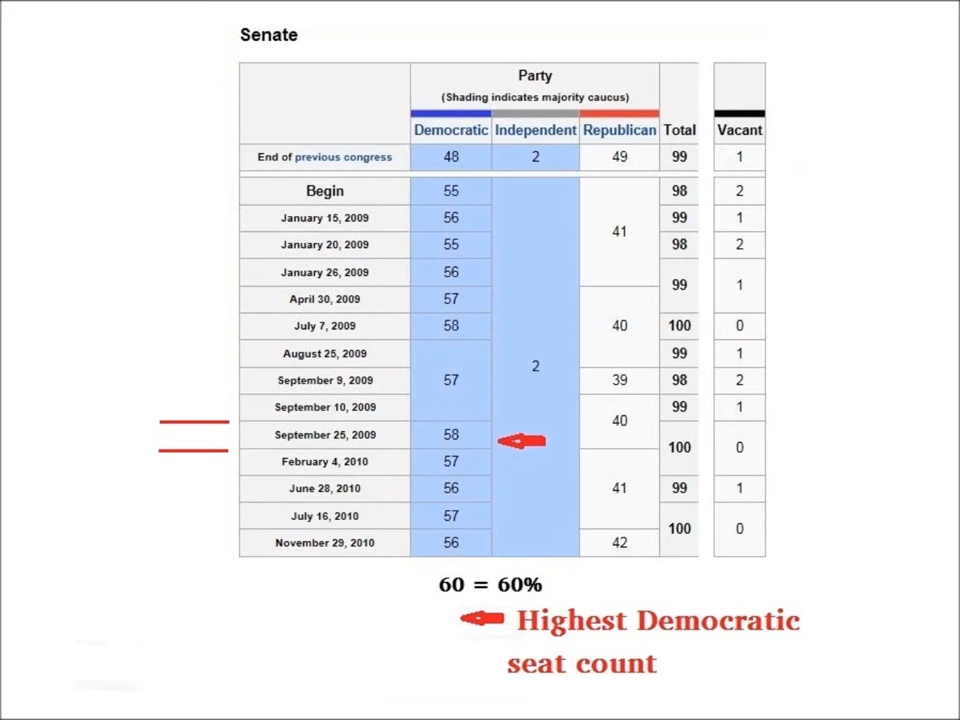 Senate
Party
(Shading indicates majority caucus)
Democratic Independent Republican Total Vacant
End of previous congress 48 2 49 99 1
Begin 55 98 2
January 15, 2009 56 99 1
41
January 20, 2009 55 98 2
January 26, 2009 56
99 1
April 30, 2009 57
July 7, 2009 58 40 100 0
August 25, 2009 99 1
2
September 9, 2009 57 39 98 2
September 10, 2009 99 1
40
September 25, 2009 58
100 0
February 4, 2010 57
June 28, 2010 56 41 99 1
July 16, 2010 57
100 0
November 29, 2010 56 42
60 = 60%
Highest Democratic
seat count